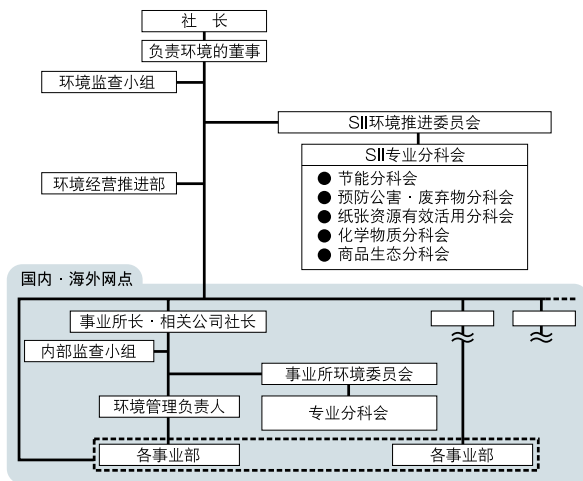 社 长
负责环境的董事
环境监查小组
SII环境推进委员会
SII专业分科会
● 节能分科会
● 预防公害·废弃物分科会
● 纸张资源有效活用分科会
● 化学物质分科会
● 商品生态分科会
环境经营推进部
国内·海外网点
事业所长·相关公司社长
内部监查小组
事业所环境委员会
环境管理负责人
专业分科会
各事业部
各事业部